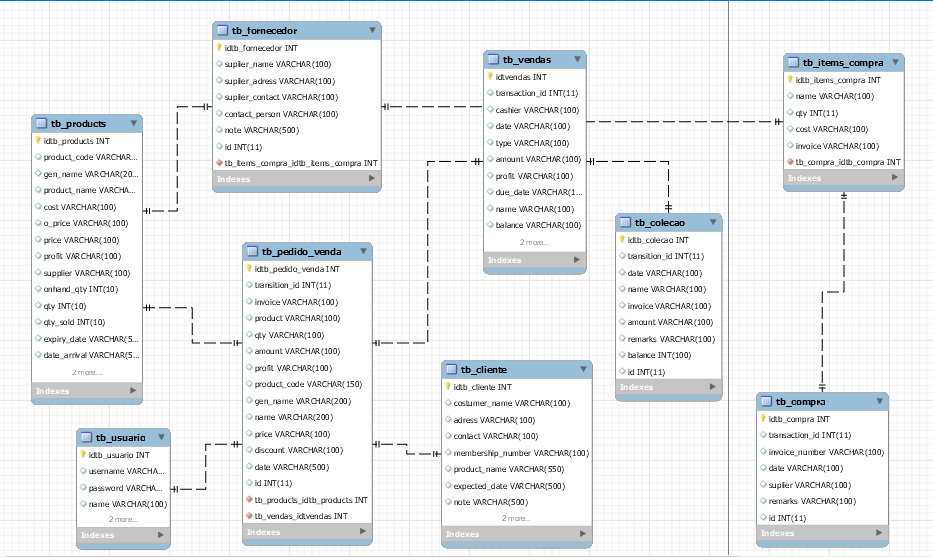 tb_fornecedor
idtb_fornecedor INT
suplier_name VARCHAR(100)
suplier_adress VARCHAR(100)
suplier_contact VARCHAR(100)
contact_person VARCHAR(100)
note VARCHAR(500)
id INT(11)
tb_items_compra_idtb_items_compra INT
Indexes
tb_vendas
idtvendas INT
transaction_id INT(11)
cashier VARCHAR(100)
date VARCHAR(100)
type VARCHAR(100)
amount VARCHAR(100)
profit VARCHAR(100)
due_date VARCHAR(1...
name VARCHAR(100)
balance VARCHAR(100)
2 more...
Indexes
tb_items_compra
idtb_items_compra INT
name VARCHAR(100)
qty INT(11)
cost VARCHAR(100)
invoice VARCHAR(100)
tb_compra_idtb_compra INT
Indexes
tb_products
idtb_products INT
product_code VARCHAR...
gen_name VARCHAR(20...
product_name VARCHA...
cost VARCHAR(100)
o_price VARCHAR(100)
price VARCHAR(100)
profit VARCHAR(100)
supplier VARCHAR(100)
onhand_qty INT(10)
qty INT(10)
qty_sold INT(10)
expiry_date VARCHAR(5...
date_arrival VARCHAR(5...
2 more...
Indexes
tb_colecao
idtb_colecao INT
transition_id INT(11)
date VARCHAR(100)
name VARCHAR(100)
invoice VARCHAR(100)
amount VARCHAR(100)
remarks VARCHAR(100)
balance INT(100)
id INT(11)
Indexes
tb_pedido_venda
idtb_pedido_venda INT
transition_id INT(11)
invoice VARCHAR(100)
product VARCHAR(100)
qty VARCHAR(100)
amount VARCHAR(100)
profit VARCHAR(100)
product_code VARCHAR(150)
gen_name VARCHAR(200)
name VARCHAR(200)
price VARCHAR(100)
discount VARCHAR(100)
date VARCHAR(500)
id INT(11)
tb_products_idtb_products INT
tb_vendas_idtvendas INT
Indexes
tb_cliente
idtb_cliente INT
costumer_name VARCHAR(100)
adress VARCHAR(100)
contact VARCHAR(100)
membership_number VARCHAR(100)
product_name VARCHAR(550)
expected_date VARCHAR(500)
note VARCHAR(500)
2 more...
Indexes
tb_compra
idtb_compra INT
transaction_id INT(11)
invoice_number VARCHAR(100)
date VARCHAR(100)
suplier VARCHAR(100)
remarks VARCHAR(100)
id INT(11)
Indexes
tb_usuario
idtb_usuario INT
username VARCHA...
password VARCHA...
name VARCHAR(100)
2 more...
Indexes